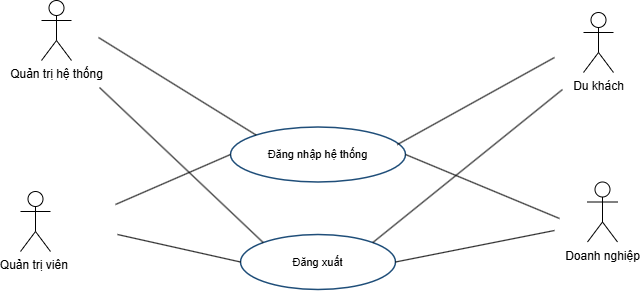 Quản trị hệ thống
Du khách
Đăng nhập hệ thống
Quản trị viên
Doanh nghiệp
Đăng xuất